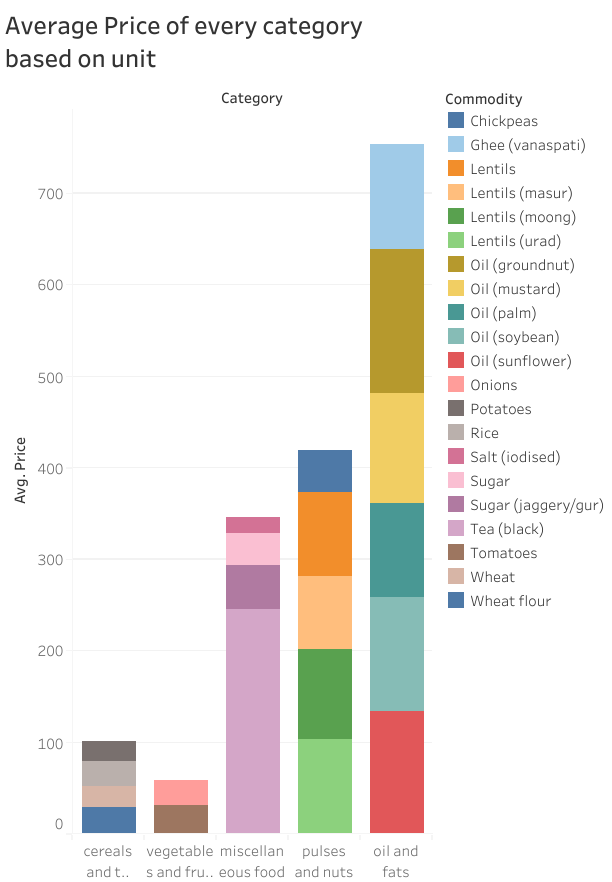 Average Price of every category
based on unit
Category
Commodity
Chickpeas
Ghee (vanaspati)
Lentils
Lentils (masur)
Lentils (moong)
Lentils (urad)
Oil (groundnut)
Oil (mustard)
Oil (palm)
Oil (soybean)
Oil (sunflower)
Onions
Potatoes
Rice
Salt (iodised)
Sugar
Sugar (jaggery/gur)
Tea (black)
Tomatoes
Wheat
Wheat flour
Avg. Price
700
600
500
400
300
200
100
0
cereals
and t..
vegetable
s and fru..
miscellan
eous food
pulses
and nuts
oil and
fats